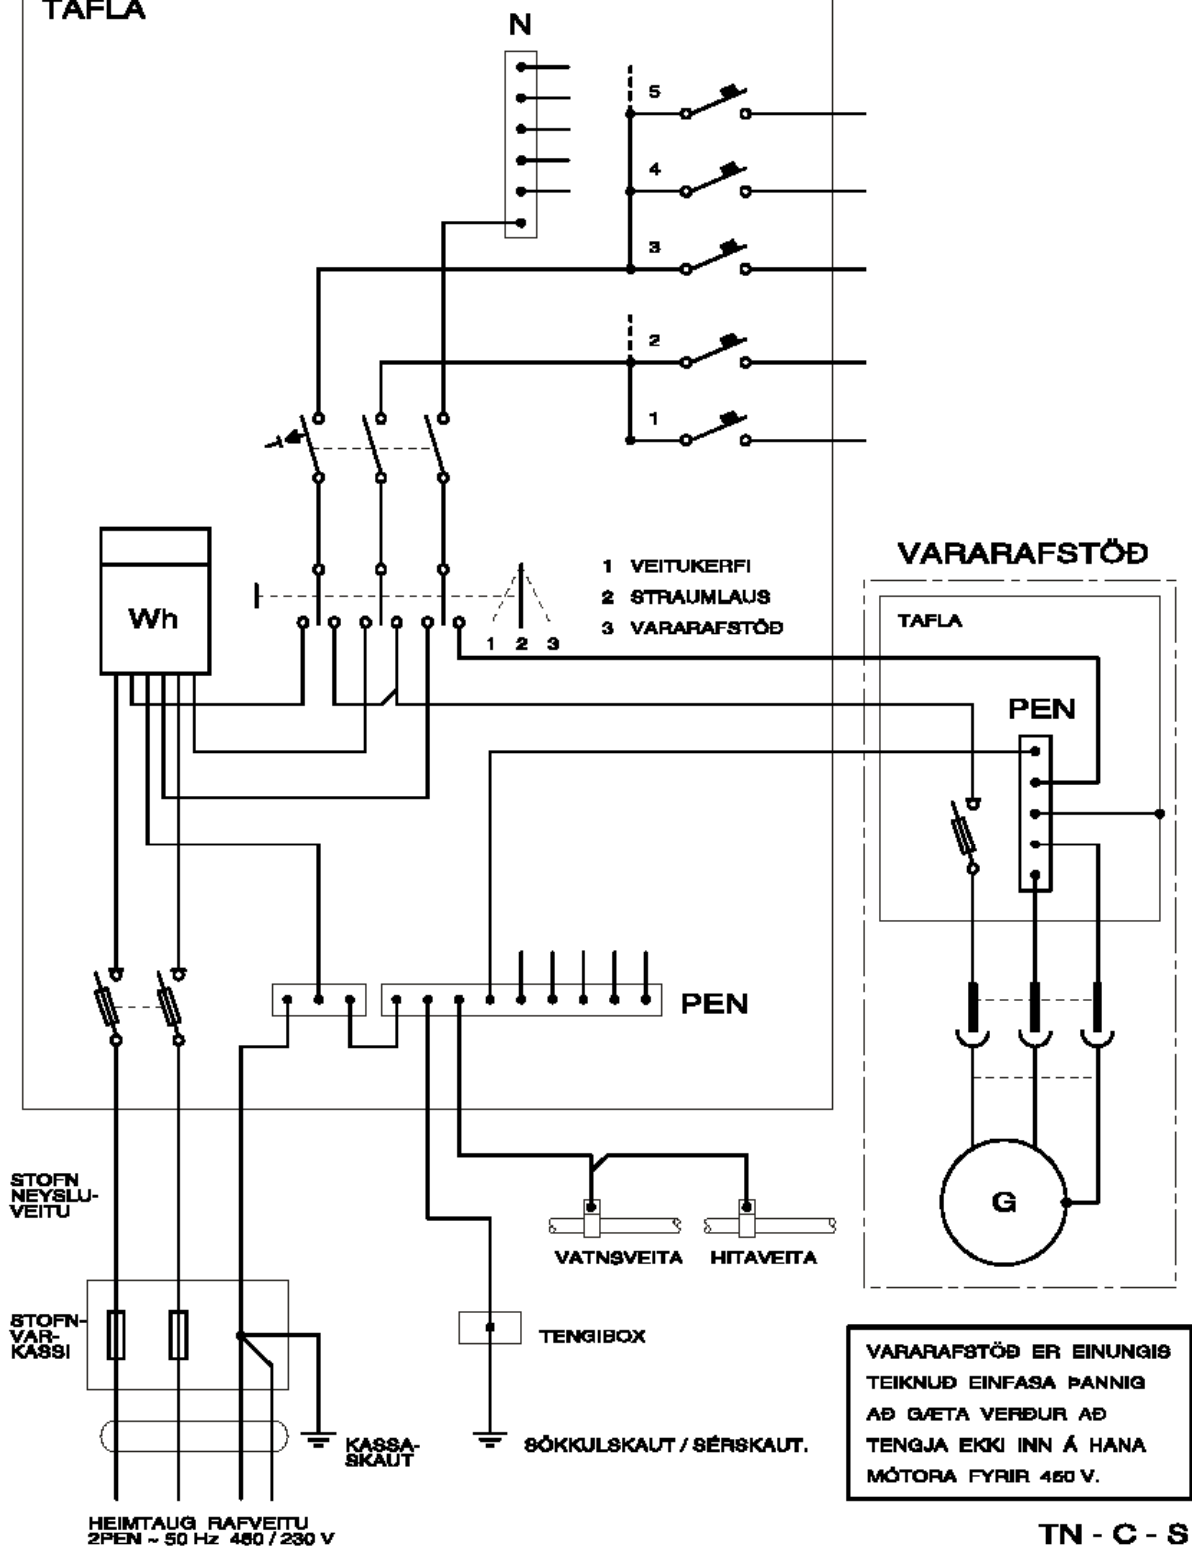 TAFLA
N
5
4
3
2
1
Wh
1 VEITUKERFI
2 STRAUMLAUS
3 VARARAFSTÖÐ
1 2 3
VARARAFSTÖÐ
TAFLA
PEN
PEN
G
STOFN
NEYSLU-
VEITU
VATNSVEITA
HITAVEITA
STOFN-
VAR-
KASSI
TENGIBOX
KASSA-
SKAUT
SÖKKULSKAUT / SÉRSKAUT.
HEIMTAUG RAFVEITU
2PEN ~ 50 Hz 460 / 230 V
VARARAFSTÖÐ ER EINUNGIS
TEIKNUÐ EINFASA ÞANNIG
AÐ GÆTA VERÐUR AÐ
TENGJA EKKI INN Á HANA
MÓTORA FYRIR 460 V.
TN - C - S